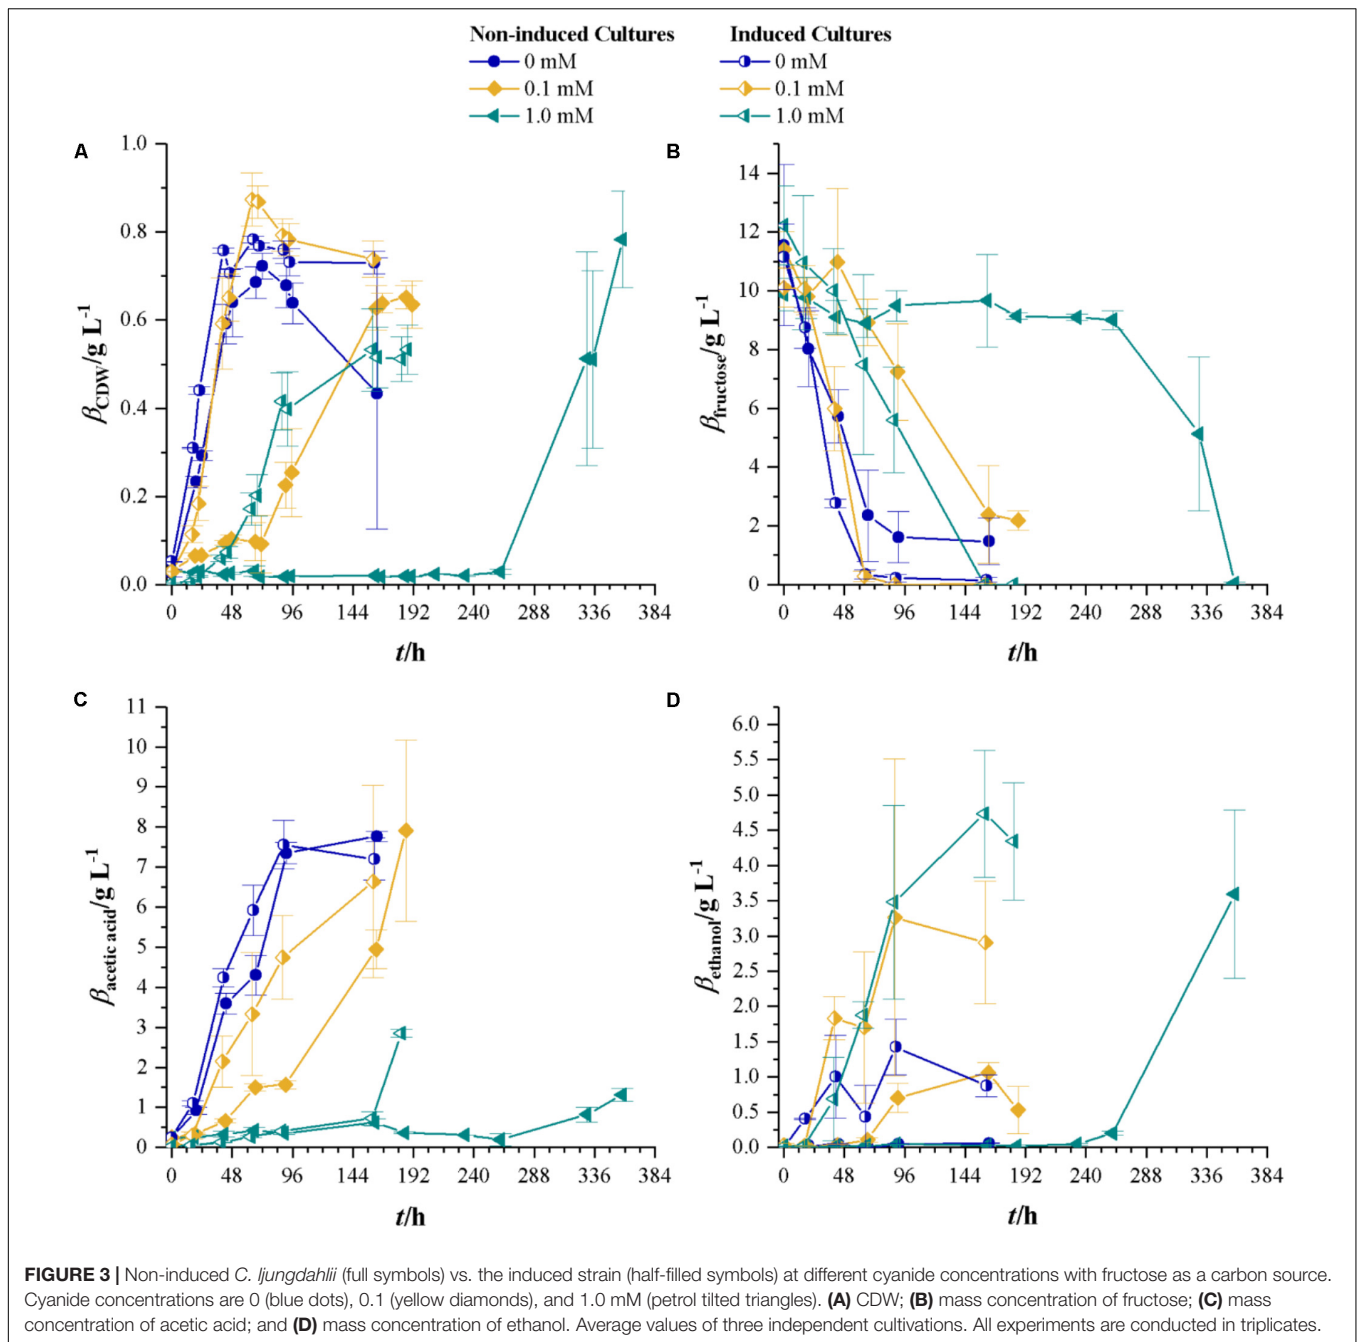 Non-induced Cultures
Induced Cultures
0 mM
0 mM
0.1 mM
0.1 mM
1.0 mM
1.0 mM
A
1.0
0.8
0.6
0.4
0.2
0.0
βCDW/g L-1
0 48 96 144 192 240 288 336 384
t/h
B
14
12
10
8
6
4
2
0
βfructose/g L-1
0 48 96 144 192 240 288 336 384
t/h
C
11
10
9
8
7
6
5
4
3
2
1
0
βacetic acid/g L-1
0 48 96 144 192 240 288 336 384
t/h
D
6.0
5.5
5.0
4.5
4.0
3.5
3.0
2.5
2.0
1.5
1.0
0.5
0.0
βethanol/g L-1
0 48 96 144 192 240 288 336 384
t/h
FIGURE 3 | Non-induced C. ljungdahlii (full symbols) vs. the induced strain (half-filled symbols) at different cyanide concentrations with fructose as a carbon source.
Cyanide concentrations are 0 (blue dots), 0.1 (yellow diamonds), and 1.0 mM (petrol tilted triangles). (A) CDW; (B) mass concentration of fructose; (C) mass
concentration of acetic acid; and (D) mass concentration of ethanol. Average values of three independent cultivations. All experiments are conducted in triplicates.